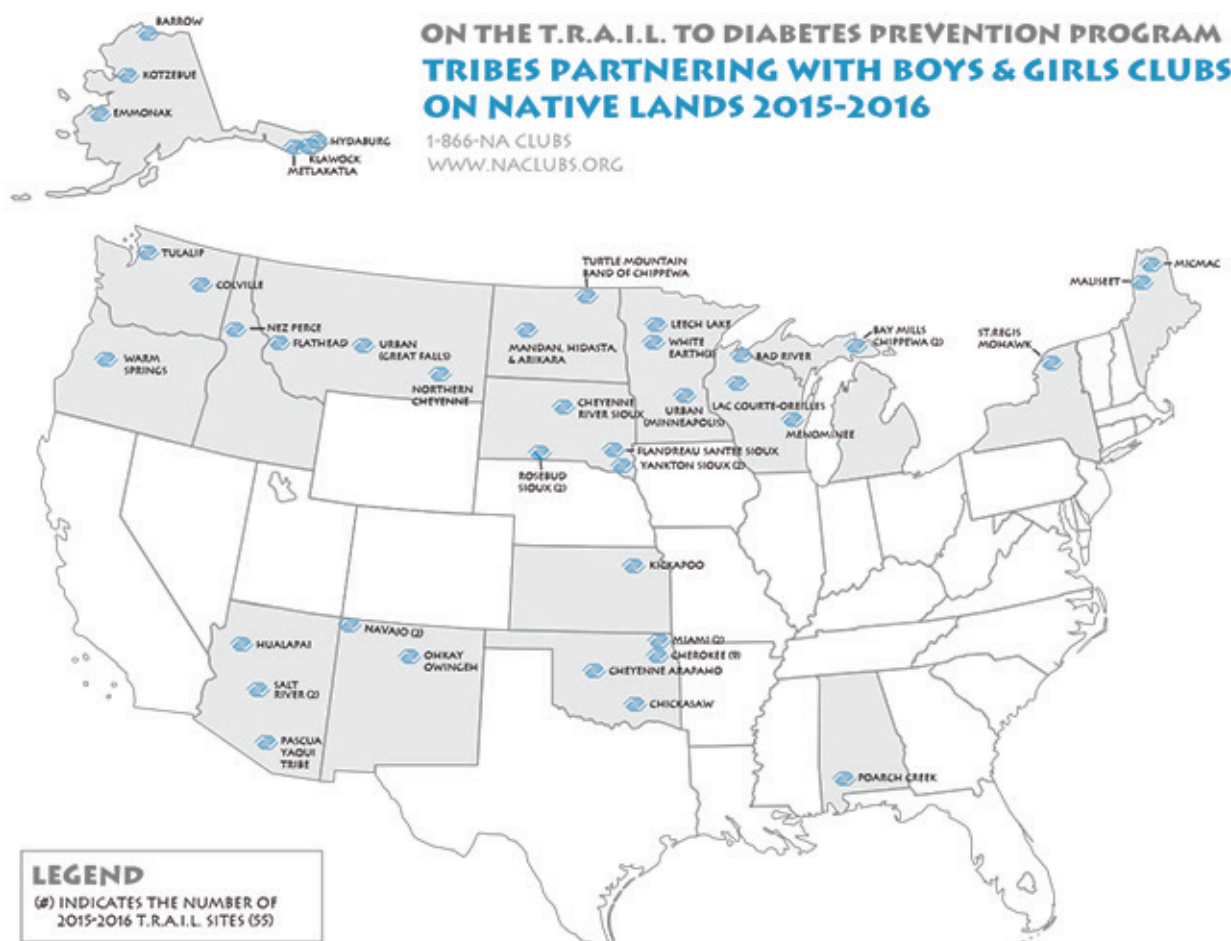 ON THE T.R.A.I.L. TO DIABETES PREVENTION PROGRAM
TRIBES PARTNERING WITH BOYS & GIRLS CLUBS
ON NATIVE LANDS 2015-2016
1-866-NA CLUBS
WWW.NACLUBS.ORG
BARROW
KOTZEBUE
EMMONAK
HYDABURG
KLAWOCK
METLAKATLA
TULALIP
COLVILLE
NEZ PERCE
FLATHEAD
WARM
SPRINGS
URBAN
(GREAT FALLS)
NORTHERN
CHEYENNE
TURTLE MOUNTAIN
BAND OF CHIPPEWA
MANDAN, HIDASTA,
& ARIKARA
LEECH LAKE
WHITE
EARTH(3)
BAD RIVER
BAY MILLS
CHIPPEWA (2)
ST.REGIS
MOHAWK
MALISEET
MICMAC
CHEYENNE
RIVER SIOUX
URBAN
(MINNEAPOLIS)
LAC COURTE-OREILLES
MENOMINEE
FLANDREAU SANTEE SIOUX
YANKTON SIOUX (2)
ROSEBUD
SIOUX (2)
KICKAPOO
HUALAPAI
NAVAJO (2)
OHKAY
OWINGEH
SALT
RIVER (2)
PASCUA
YAQUI
TRIBE
MIAMI (2)
CHEROKEE (9)
CHEYENNE ARAPAHO
CHICKASAW
POARCH CREEK
LEGEND
(#) INDICATES THE NUMBER OF
2015-2016 T.R.A.I.L. SITES (55)